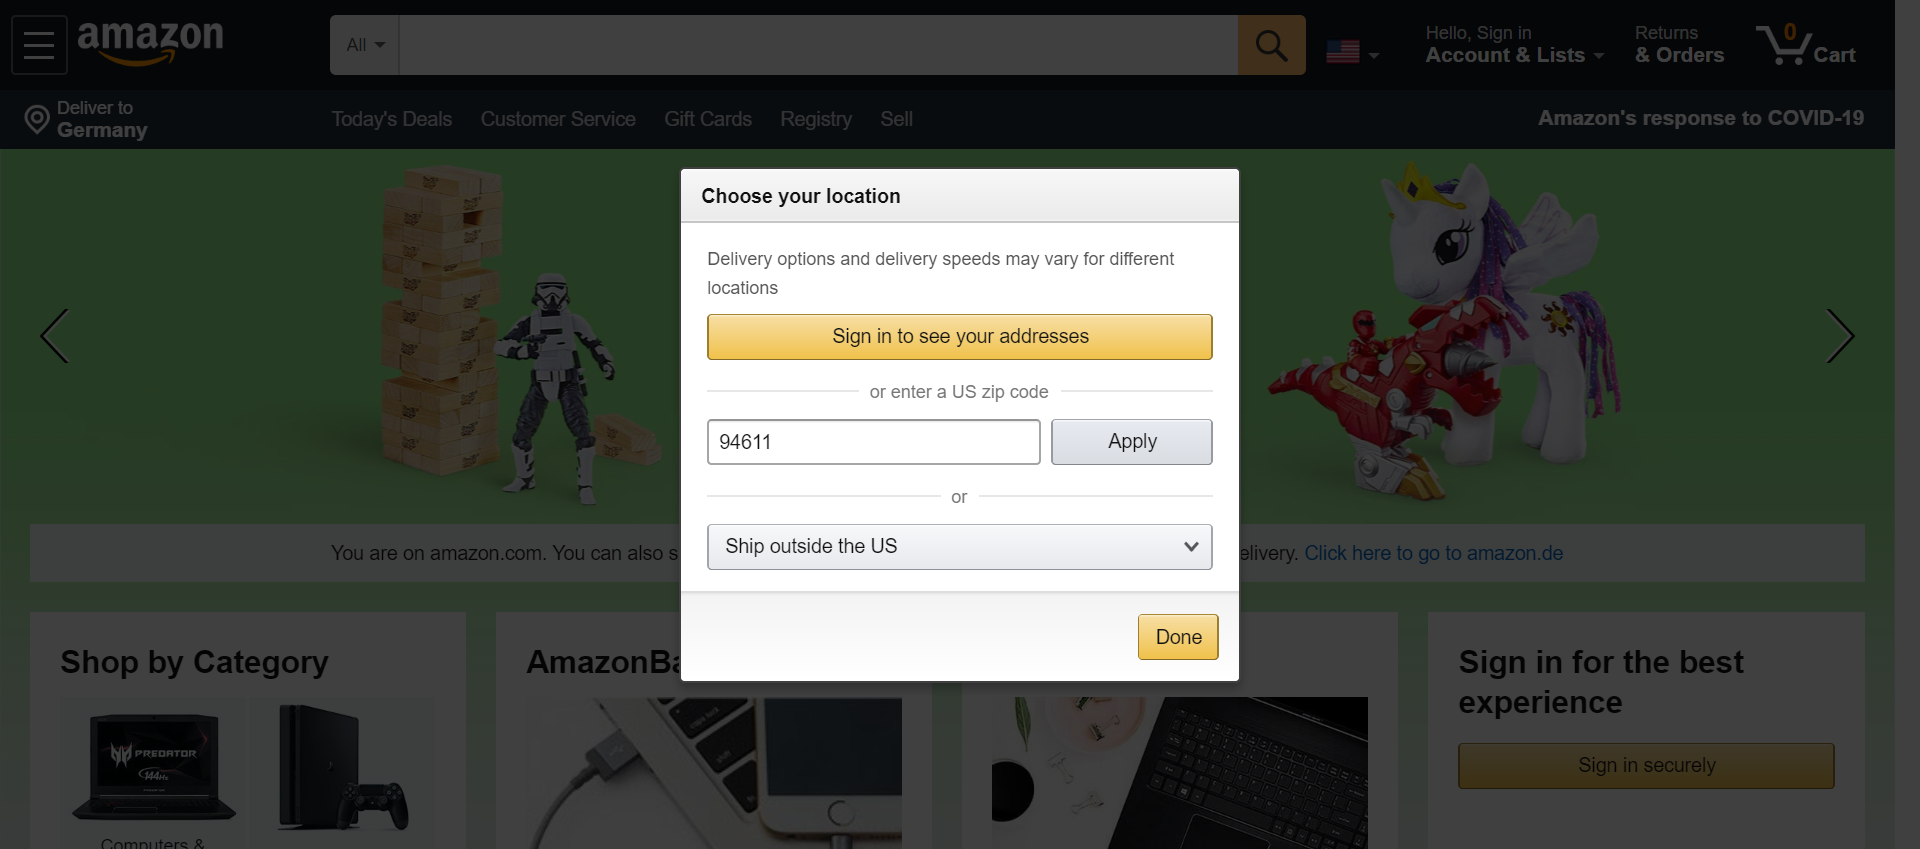 amazon
All
Hello, Sign in
Account & Lists
Returns
& Orders
0
Cart
Deliver to
Germany
Today's Deals
Customer Service
Gift Cards
Registry
Sell
Amazon's response to COVID-19
Choose your location
Delivery options and delivery speeds may vary for different
locations
Sign in to see your addresses
or enter a US zip code
94611
Apply
or
Ship outside the US
Done
You are on amazon.com. You can also
elivery. Click here to go to amazon.de
Shop by Category
PREDATOR
144Hz
Computers &
Sign in for the best
experience
Sign in securely